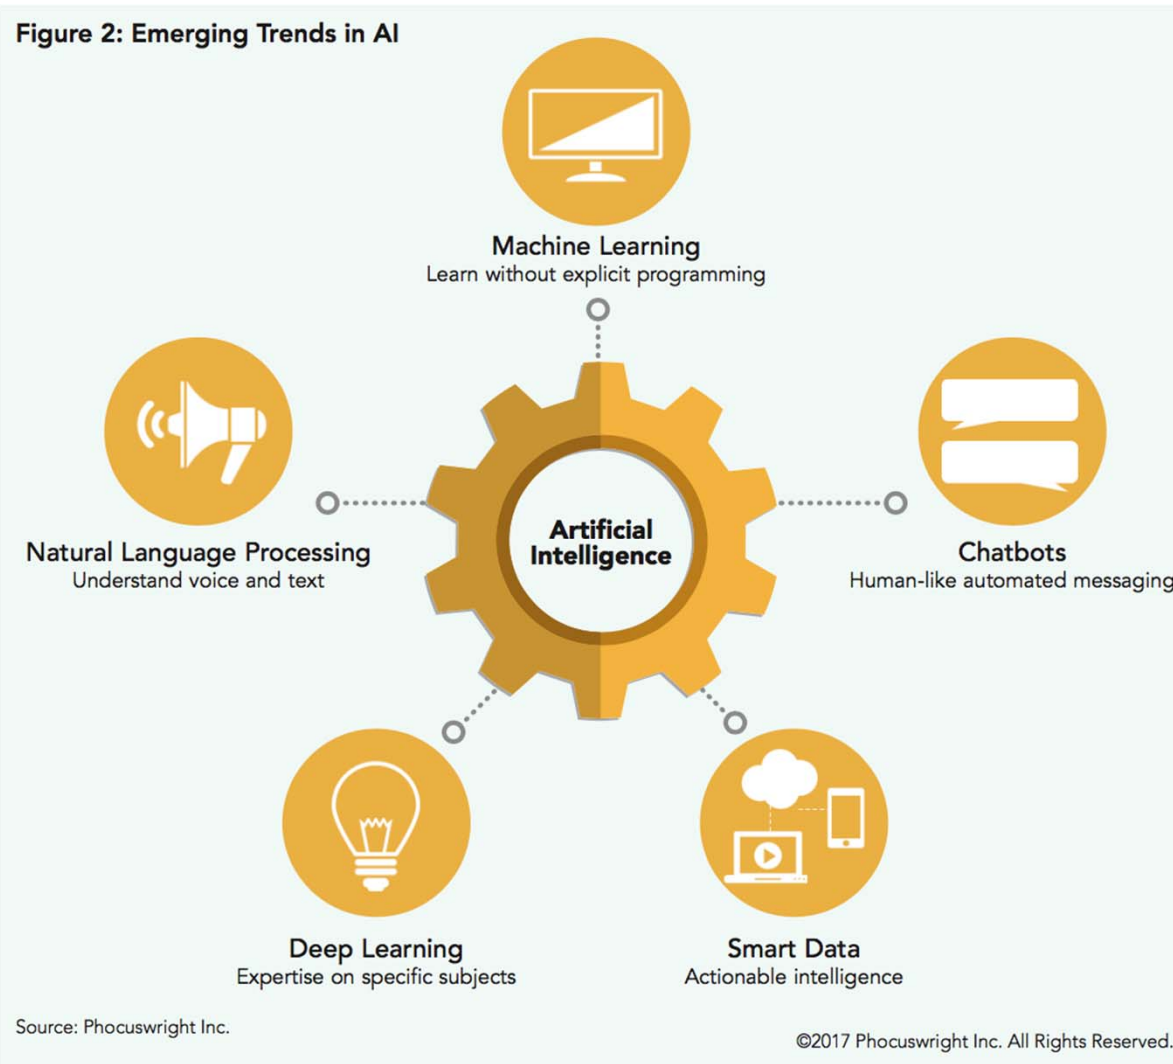 Figure 2: Emerging Trends in AI
Machine Learning
Learn without explicit programming
Natural Language Processing
Understand voice and text
Artificial
Intelligence
Chatbots
Human-like automated messaging
Deep Learning
Expertise on specific subjects
Smart Data
Actionable intelligence
Source: Phocuswright Inc.
©2017 Phocuswright Inc. All Rights Reserved.